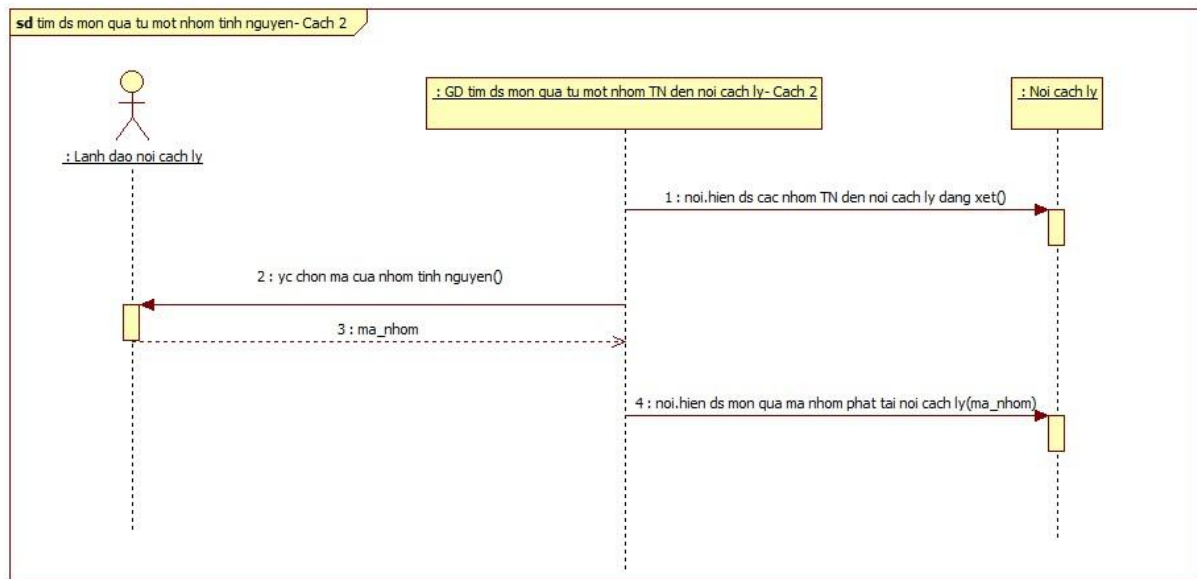 sd tim ds mon qua tu mot nhom tinh nguyen- Cach 2
: Lanh dao noi cach ly
: GD tim ds mon qua tu mot nhom TN den noi cach ly- Cach 2
: Noi cach ly
1 : noi.hien ds cac nhom TN den noi cach ly dang xet()
2 : yc chon ma cua nhom tinh nguyen()
3 : ma_nhom
4 : noi.hien ds mon qua ma nhom phat tai noi cach ly(ma_nhom)